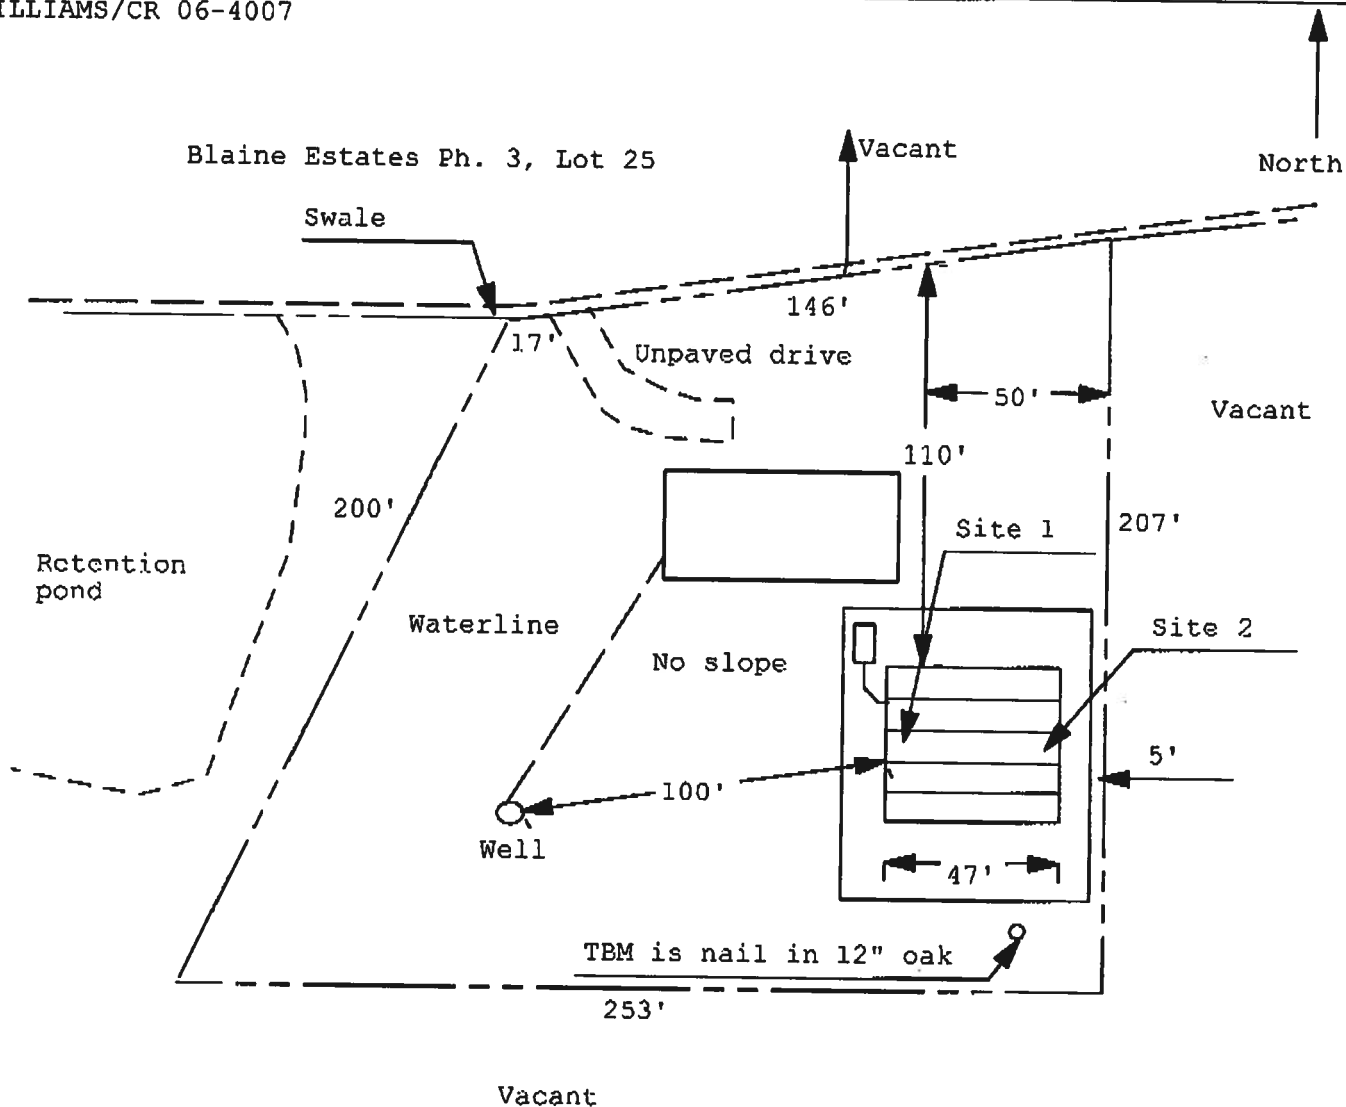 ILLIAMS/CR 06-4007
Blaine Estates Ph. 3, Lot 25
Vacant
North
Swale
146'
17'
Unpaved drive
50'
Vacant
110'
200'
Site 1
207'
Retention
pond
Waterline
Site 2
No slope
5'
100'
Well
47'
TBM is nail in 12" oak
253'
Vacant